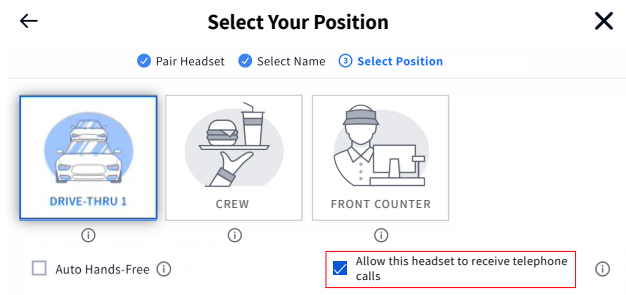 Select Your Position
Pair Headset Select Name 3 Select Position
DRIVE-THRU 1 CREW FRONT COUNTER
Auto Hands-Free
Allow this headset to receive telephone
calls